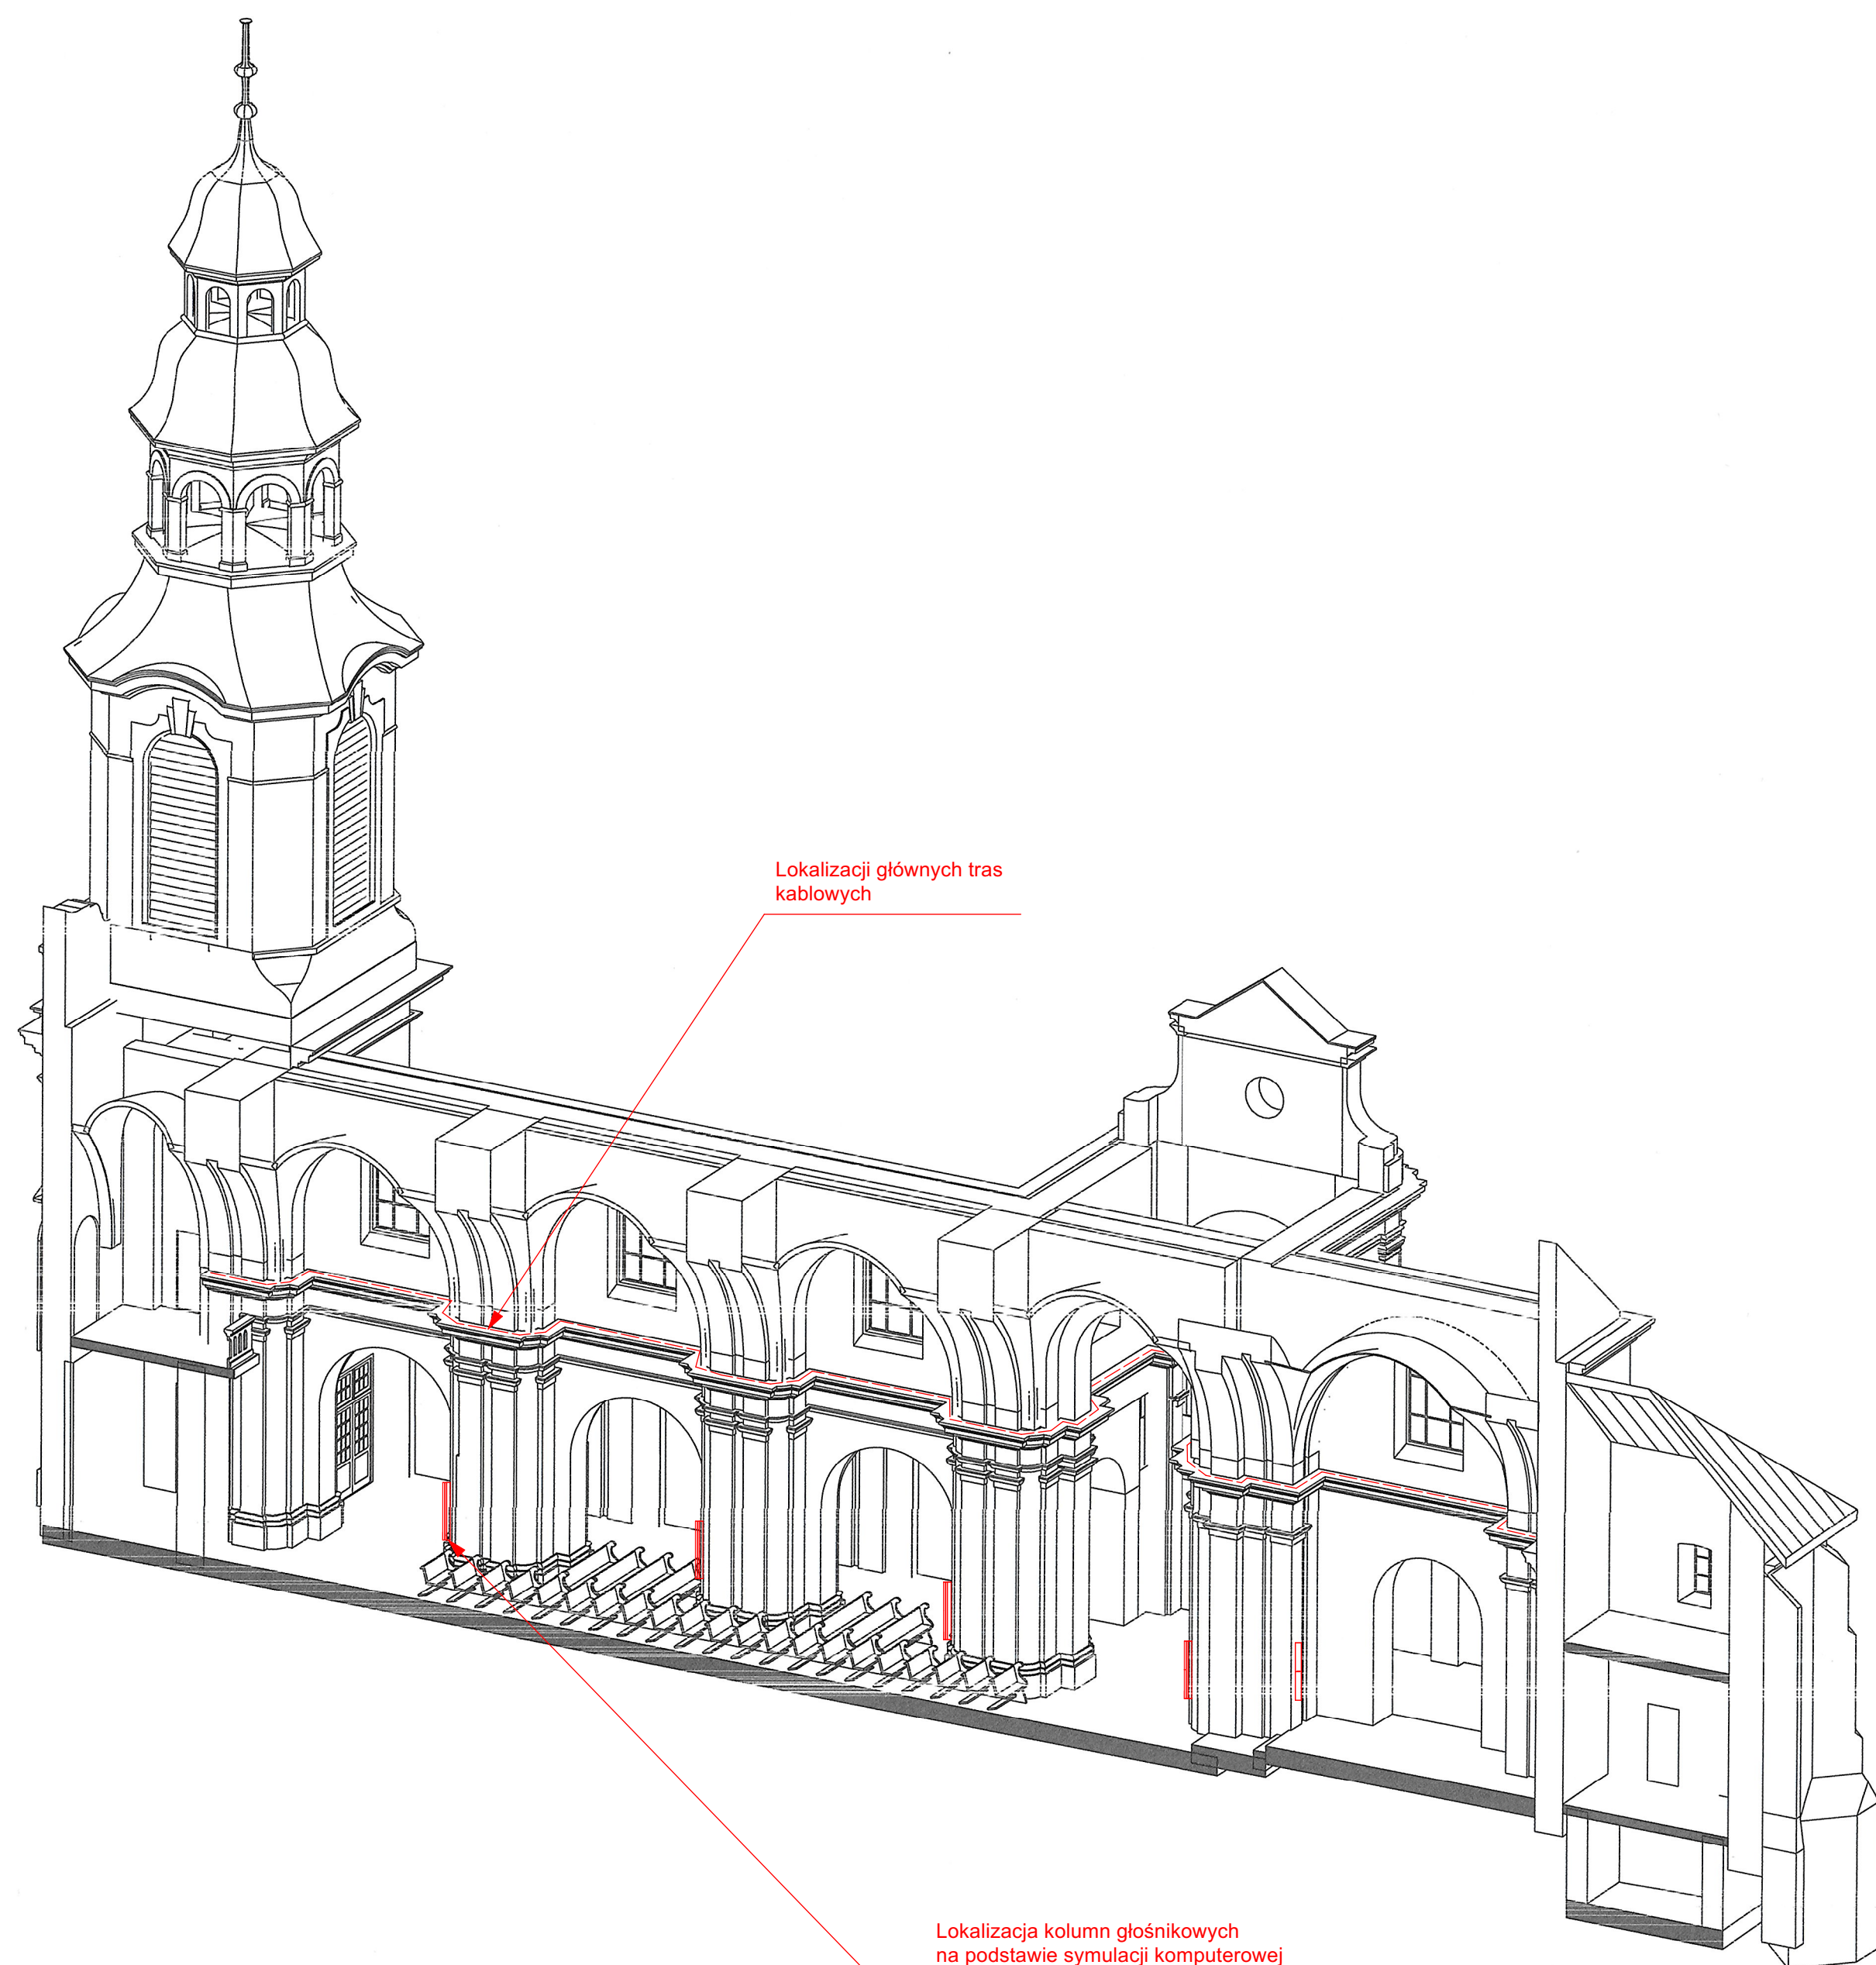 Lokalizacji głównych tras
kablowych
Lokalizacja kolumn głośnikowych
na podstawie symulacji komputerowej